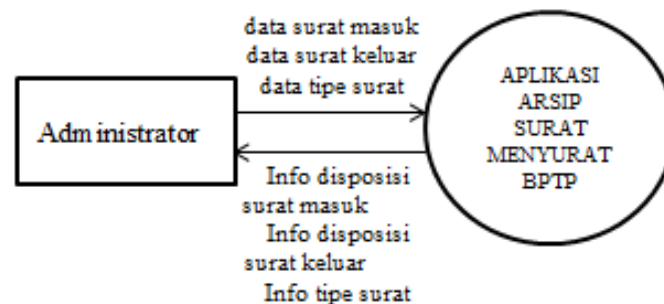 data surat masuk
data surat keluar
data tipe surat
Administrator
APLIKASI
ARSIP
SURAT
MENYURAT
BPTP
Info disposisi
surat masuk
Info disposisi
surat keluar
Info tipe surat